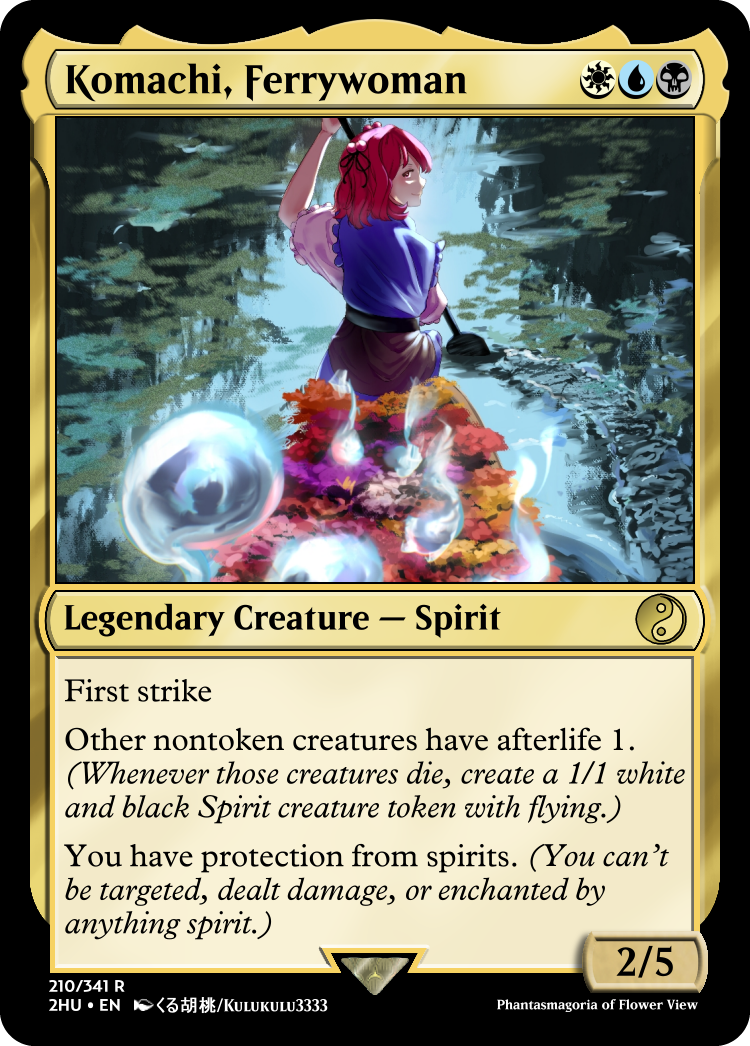 Komachi, Ferrywoman
Legendary Creature — Spirit
First strike
Other nontoken creatures have afterlife 1.
(Whenever those creatures die, create a 1/1 white
and black Spirit creature token with flying.)
You have protection from spirits. (You can't
be targeted, dealt damage, or enchanted by
anything spirit.)
2/5
210/341 R
2HU • EN くる胡桃/Kulukulu3333
Phantasmagoria of Flower View